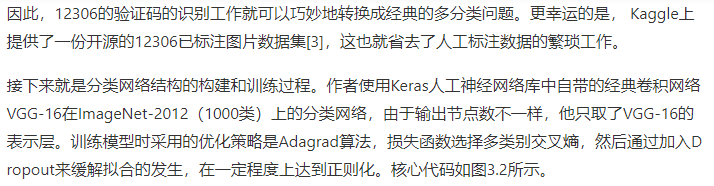 因此，12306的验证码的识别工作就可以巧妙地转换成经典的多分类问题。更幸运的是， Kaggle上
提供了一份开源的12306已标注图片数据集[3]，这也就省去了人工标注数据的繁琐工作。
接下来就是分类网络结构的构建和训练过程。作者使用Keras人工神经网络库中自带的经典卷积网络
VGG-16在ImageNet-2012（1000类）上的分类网络，由于输出节点数不一样，他只取了VGG-16的
表示层。训练模型时采用的优化策略是Adagrad算法，损失函数选择多类别交叉熵，然后通过加入D
ropout来缓解拟合的发生，在一定程度上达到正则化。核心代码如图3.2所示。